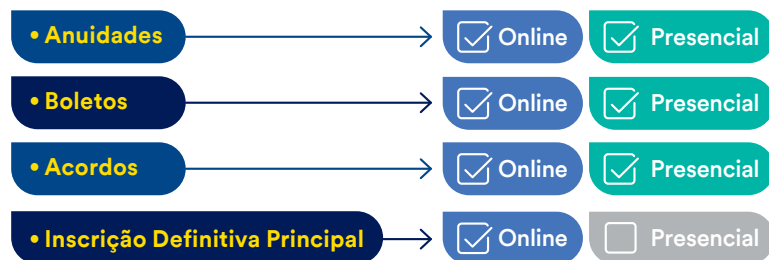 • Anuidades Online Presencial
• Boletos Online Presencial
• Acordos Online Presencial
• Inscrição Definitiva Principal Online Presencial